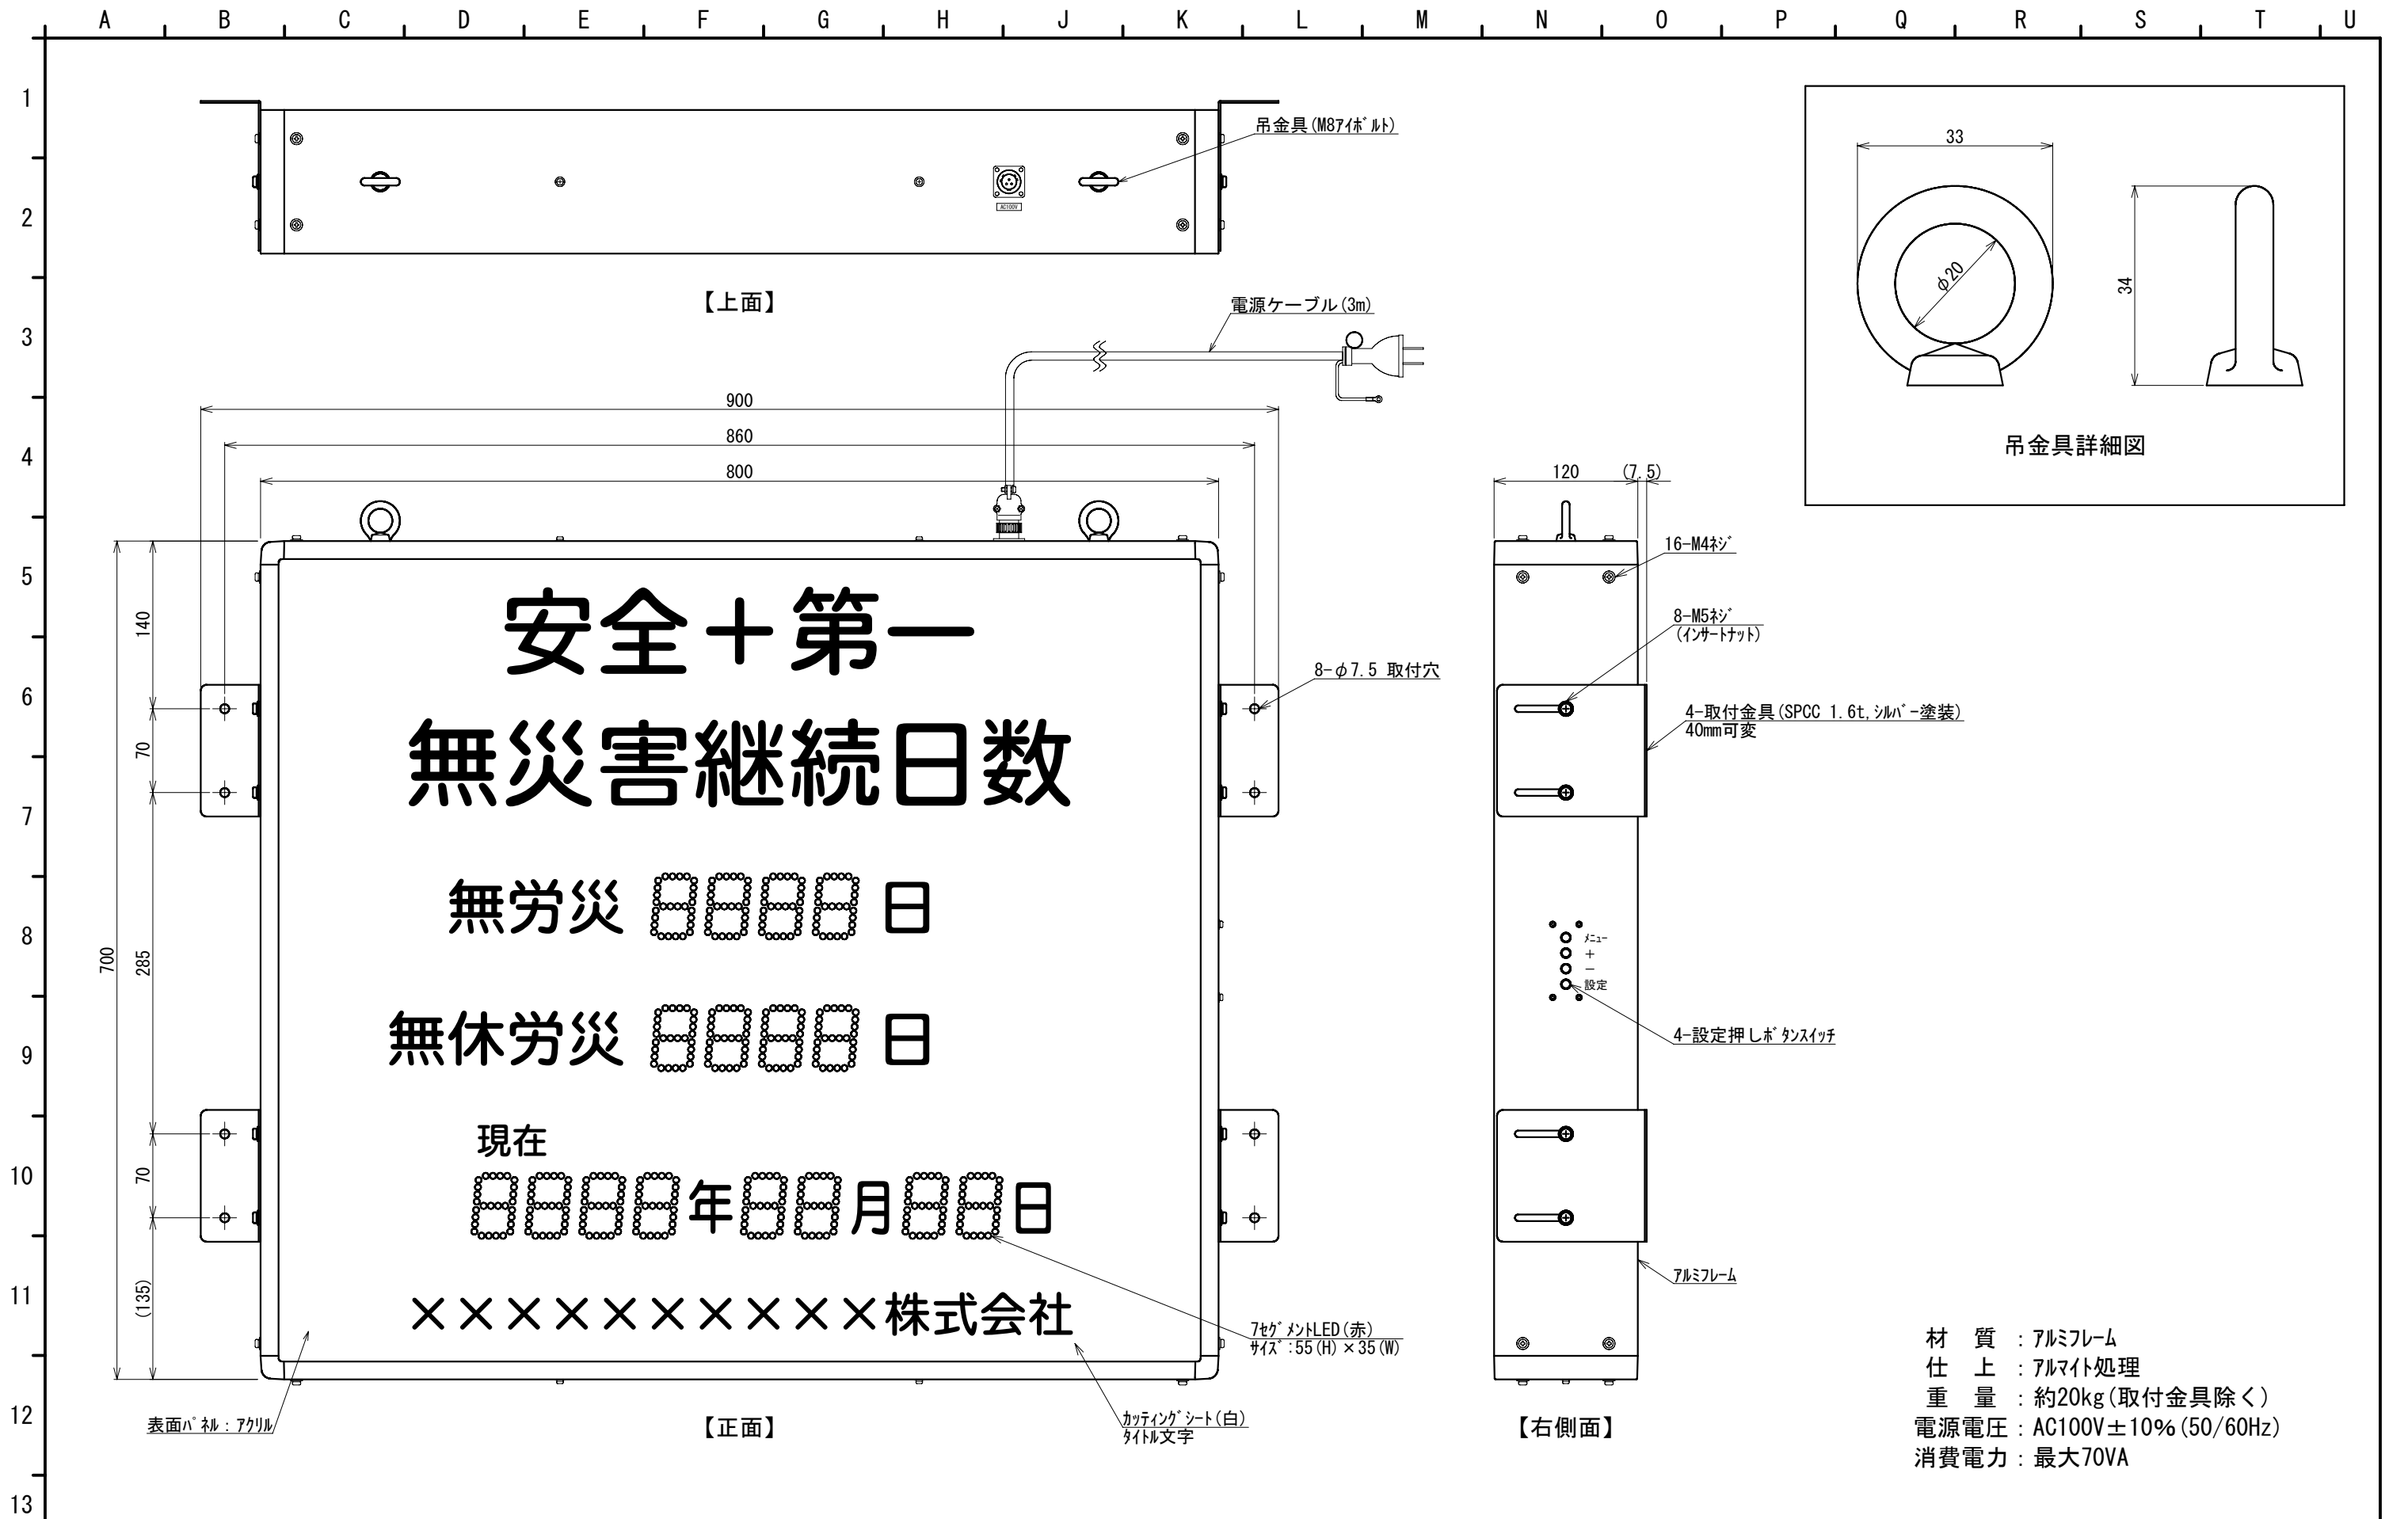 A B C D E F G H J K L M N O P Q R S T U
1
2
3
4
5
6
7
8
9
10
11
12
13
吊金具(M8ｱｲﾎﾞﾙﾄ)
AC100V
【上面】
電源ケーブル(3m)
900
860
800
140
70
285
700
70
(135)
安全＋第一
無災害継続日数
無労災 8888 日
無休労災 8888 日
現在
8888年88月88日
××××××××××株式会社
8-φ7.5 取付穴
7ｾｸﾞﾒﾝﾄLED(赤)
ｻｲｽﾞ:55(H)×35(W)
表面ﾊﾟﾈﾙ：ｱｸﾘﾙ
【正面】
ｶｯﾃｨﾝｸﾞｼｰﾄ(白)
ﾀｲﾄﾙ文字
120
(7.5)
16-M4ﾈｼﾞ
8-M5ﾈｼﾞ
(ｲﾝｻｰﾄﾅｯﾄ)
4-取付金具(SPCC 1.6t,ｼﾙﾊﾞｰ塗装)
40mm可変
ﾒﾆｭｰ
＋
－
設定
4-設定押しﾎﾞﾀﾝｽｲｯﾁ
ｱﾙﾐﾌﾚｰﾑ
【右側面】
33
φ20
34
吊金具詳細図
材　質：ｱﾙﾐﾌﾚｰﾑ
仕　上：ｱﾙﾏｲﾄ処理
重　量：約20kg(取付金具除く)
電源電圧：AC100V±10%(50/60Hz)
消費電力：最大70VA